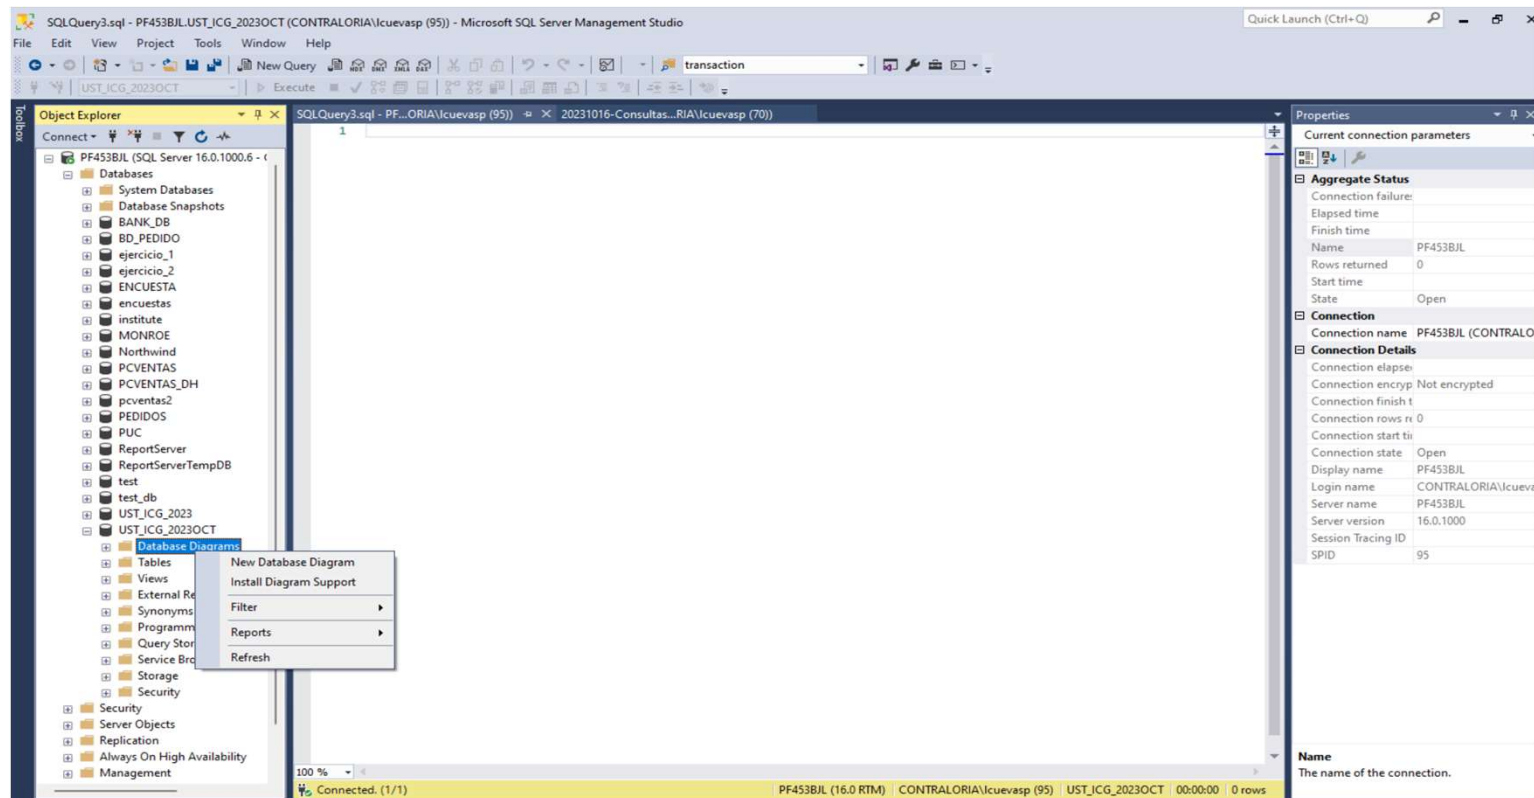 SQLQuery3.sql - PF453BJL.UST_ICG_2023OCT (CONTRALORIA\lcuevasp (95)) - Microsoft SQL Server Management Studio
Quick Launch (Ctrl+Q)
File Edit View Project Tools Window Help
New Query
transaction
UST_ICG_2023OCT
Execute
Toolbox
Object Explorer
Connect
PF453BJL (SQL Server 16.0.1000.6 -
Databases
System Databases
Database Snapshots
BANK_DB
BD_PEDIDO
ejercicio_1
ejercicio_2
ENCUESTA
encuestas
institute
MONROE
Northwind
PCVENTAS
PCVENTAS_DH
pcventas2
PEDIDOS
PUC
ReportServer
ReportServerTempDB
test
test_db
UST_ICG_2023
UST_ICG_2023OCT
Database Diagrams
Tables
Views
External Re
Synonyms
Programm
Query Stor
Service Bro
Storage
Security
Security
Server Objects
Replication
Always On High Availability
Management
New Database Diagram
Install Diagram Support
Filter
Reports
Refresh
SQLQuery3.sql - PF...ORIA\lcuevasp (95)) 20231016-Consultas...RIA\lcuevasp (70))
1
100 %
Connected. (1/1)
PF453BJL (16.0 RTM) CONTRALORIA\lcuevasp (95) UST_ICG_2023OCT 00:00:00 0 rows
Properties
Current connection parameters
Aggregate Status
Connection failures
Elapsed time
Finish time
Name PF453BJL
Rows returned 0
Start time
State Open
Connection
Connection name PF453BJL (CONTRALO
Connection Details
Connection elapse
Connection encryp Not encrypted
Connection finish t
Connection rows re 0
Connection start ti
Connection state Open
Display name PF453BJL
Login name CONTRALORIA\lcueva
Server name PF453BJL
Server version 16.0.1000
Session Tracing ID
SPID 95
Name
The name of the connection.